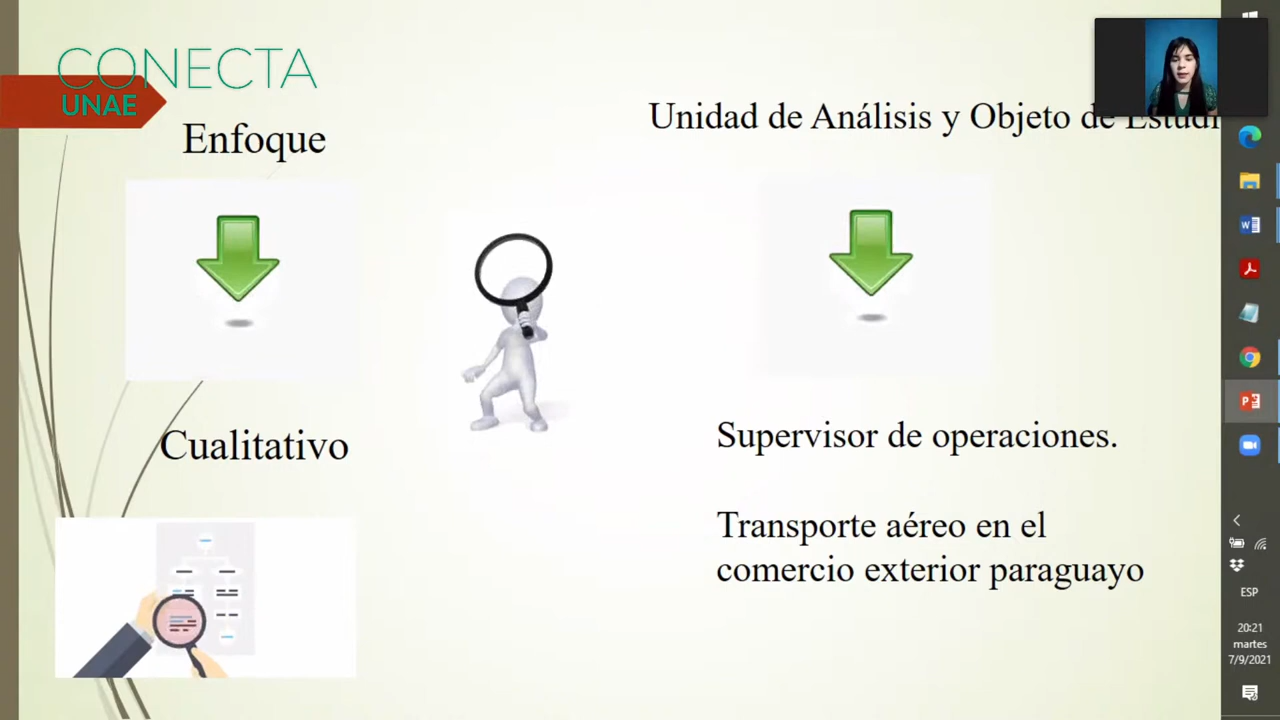 CONECTA
UNAE
Enfoque
Unidad de Análisis y Objeto de
Cualitativo
Supervisor de operaciones.
Transporte aéreo en el
comercio exterior paraguayo
ESP
20:21
martes
7/9/2021